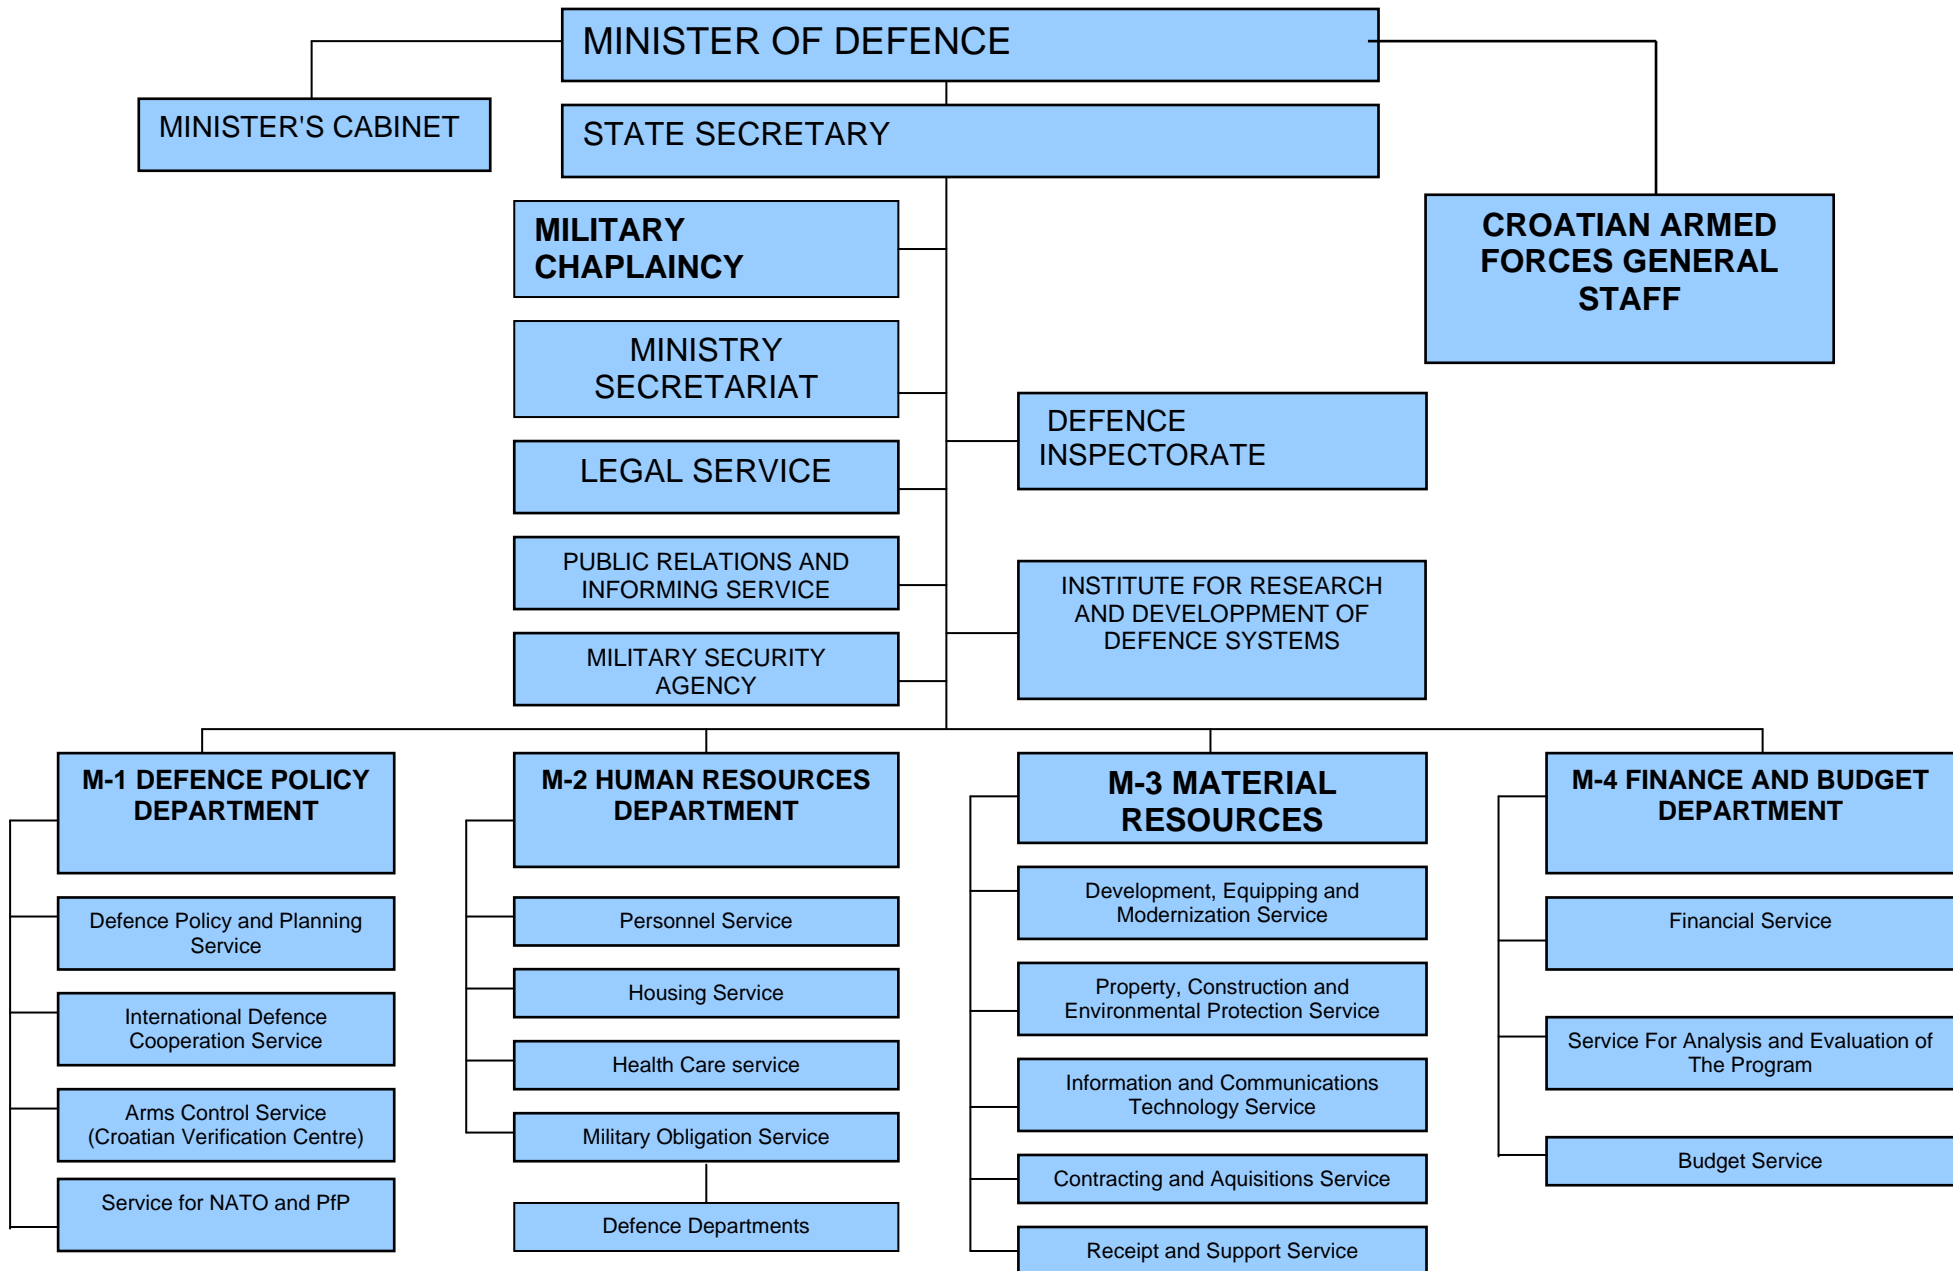 MINISTER OF DEFENCE
MINISTER'S CABINET
STATE SECRETARY
CROATIAN ARMED
FORCES GENERAL
STAFF
MILITARY
CHAPLAINCY
MINISTRY
SECRETARIAT
DEFENCE
INSPECTORATE
LEGAL SERVICE
PUBLIC RELATIONS AND
INFORMING SERVICE
INSTITUTE FOR RESEARCH
AND DEVELOPPMENT OF
DEFENCE SYSTEMS
MILITARY SECURITY
AGENCY
M-1 DEFENCE POLICY
DEPARTMENT
Defence Policy and Planning
Service
International Defence
Cooperation Service
Arms Control Service
(Croatian Verification Centre)
Service for NATO and PfP
M-2 HUMAN RESOURCES
DEPARTMENT
Personnel Service
Housing Service
Health Care service
Military Obligation Service
Defence Departments
M-3 MATERIAL
RESOURCES
Development, Equipping and
Modernization Service
Property, Construction and
Environmental Protection Service
Information and Communications
Technology Service
Contracting and Aquisitions Service
Receipt and Support Service
M-4 FINANCE AND BUDGET
DEPARTMENT
Financial Service
Service For Analysis and Evaluation of
The Program
Budget Service